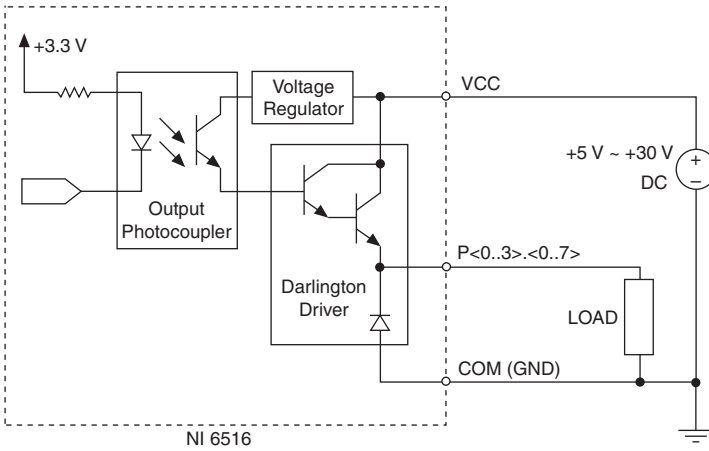 +3.3 V
Voltage
Regulator
VCC
+5 V ~ +30 V
DC
+
–
Output
Photocoupler
P<0..3>.<0..7>
Darlington
Driver
LOAD
COM (GND)
NI 6516